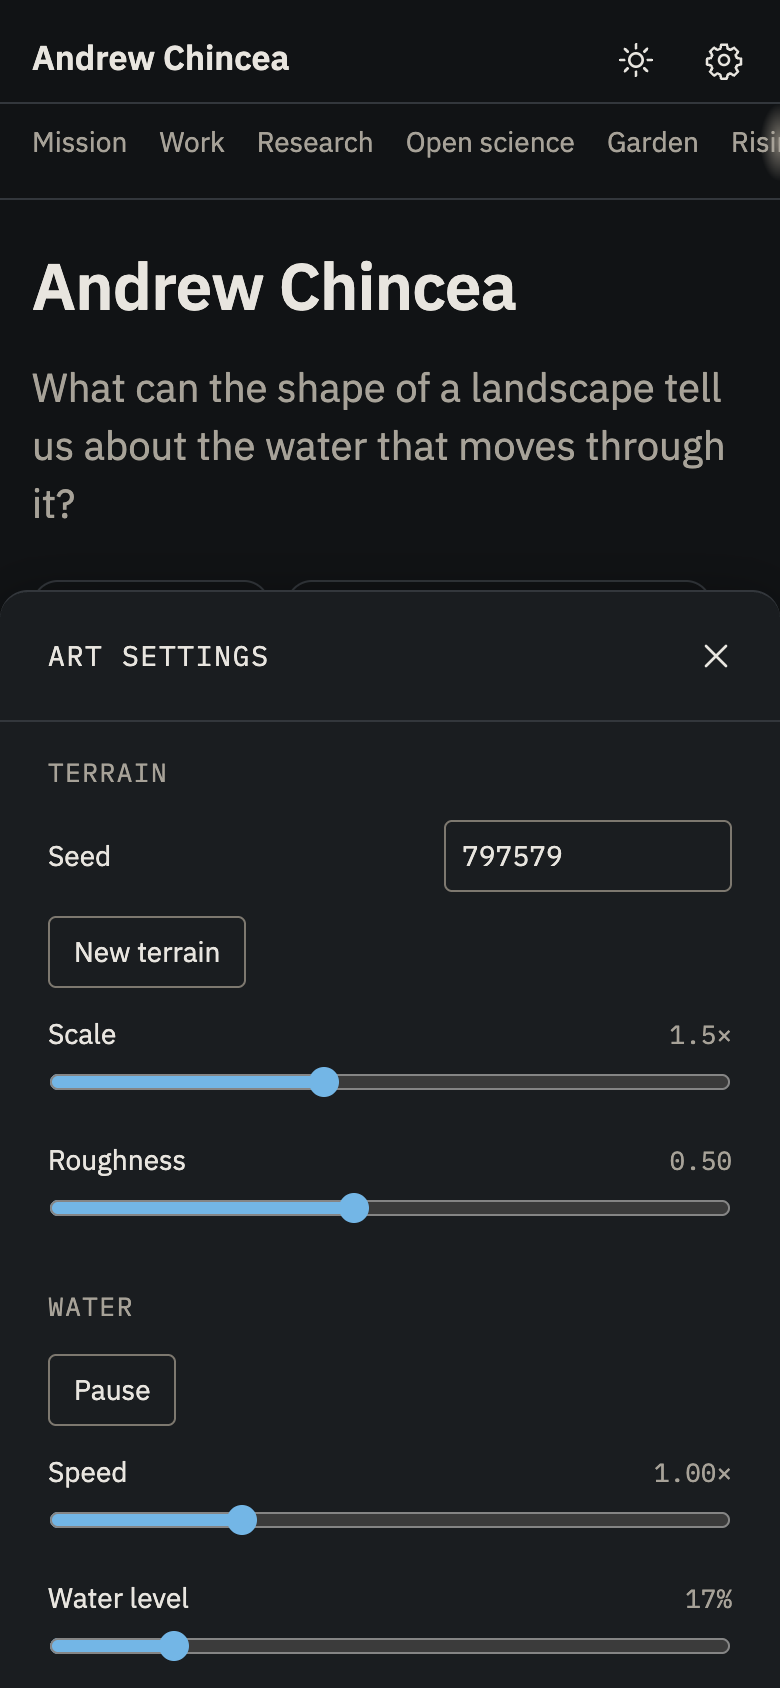 Andrew Chincea
Mission Work Research Open science Garden
Andrew Chincea
What can the shape of a landscape tell
us about the water that moves through
it?
ART SETTINGS
TERRAIN
Seed 797579
New terrain
Scale 1.5×
Roughness 0.50
WATER
Pause
Speed 1.00×
Water level 17%